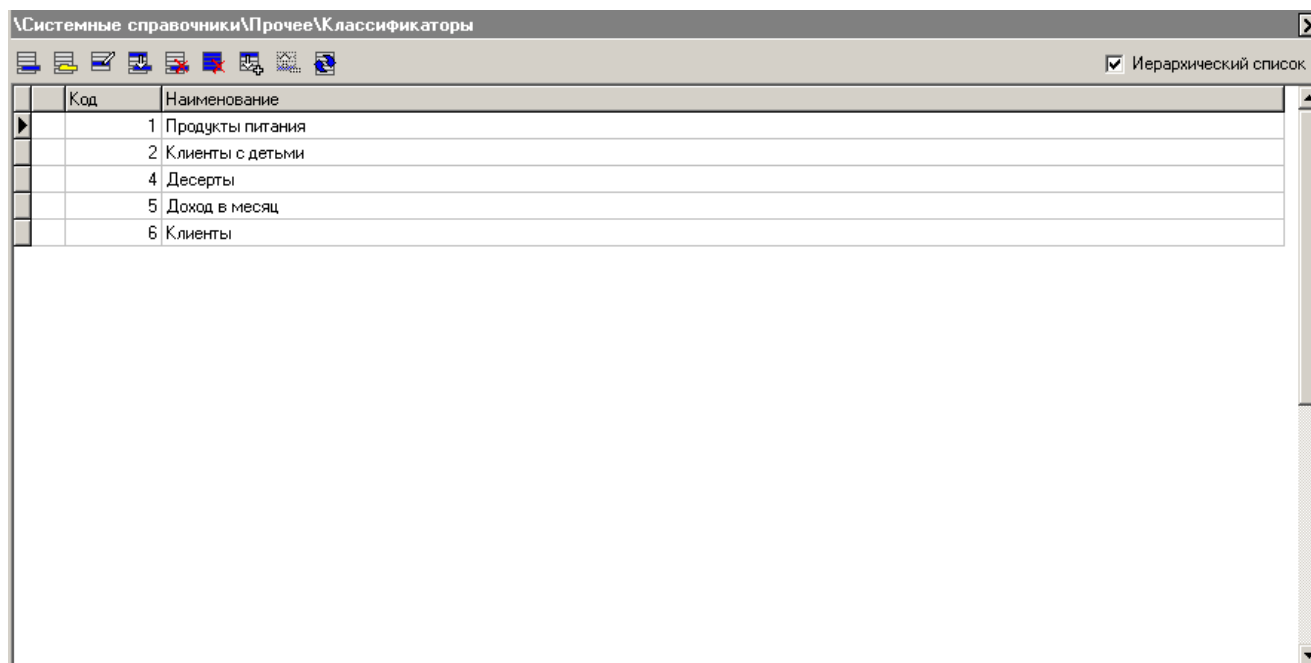 \Системные справочники\Прочее\Классификаторы
Иерархический список
Код Наименование
1 Продукты питания
2 Клиенты с детьми
4 Десерты
5 Доход в месяц
6 Клиенты